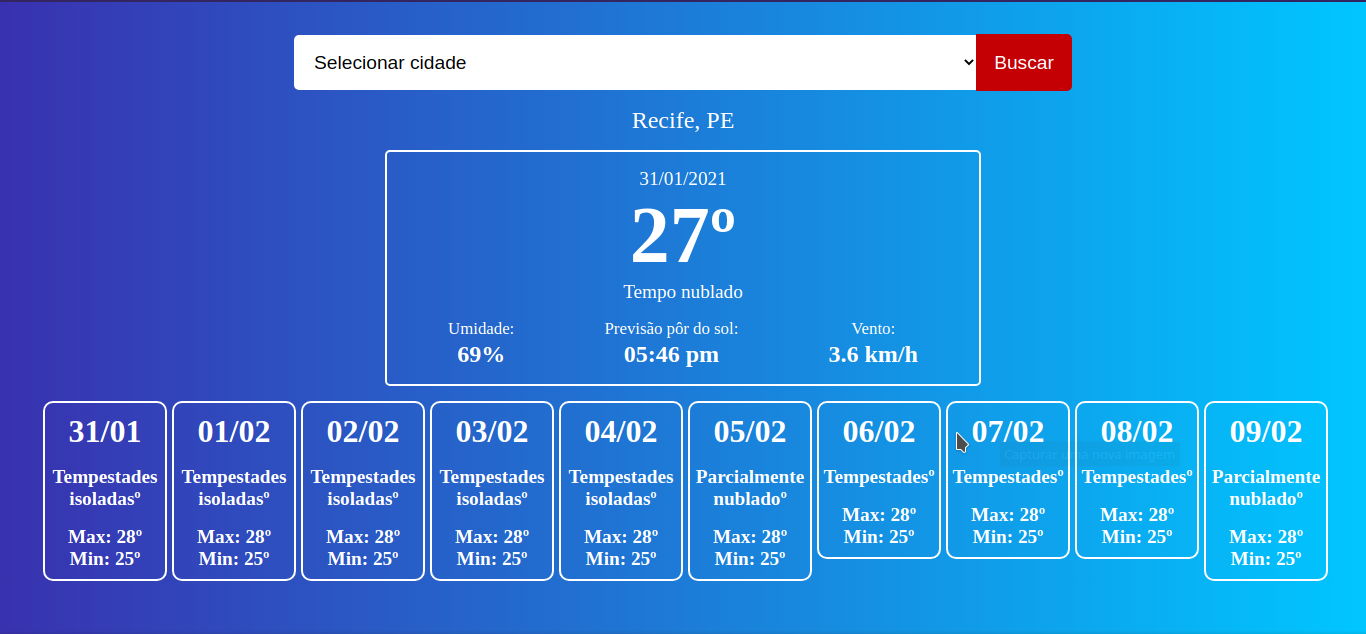 Selecionar cidade
Buscar
Recife, PE
31/01/2021
27º
Tempo nublado
Umidade:
69%
Previsão pôr do sol:
05:46 pm
Vento:
3.6 km/h
31/01
Tempestades
isoladasº
Max: 28º
Min: 25º
01/02
Tempestades
isoladasº
Max: 28º
Min: 25º
02/02
Tempestades
isoladasº
Max: 28º
Min: 25º
03/02
Tempestades
isoladasº
Max: 28º
Min: 25º
04/02
Tempestades
isoladasº
Max: 28º
Min: 25º
05/02
Parcialmente
nubladoº
Max: 28º
Min: 25º
06/02
Tempestadesº
Max: 28º
Min: 25º
07/02
Tempestadesº
Max: 28º
Min: 25º
08/02
Tempestadesº
Max: 28º
Min: 25º
09/02
Parcialmente
nubladoº
Max: 28º
Min: 25º
Capturar uma nova imagem